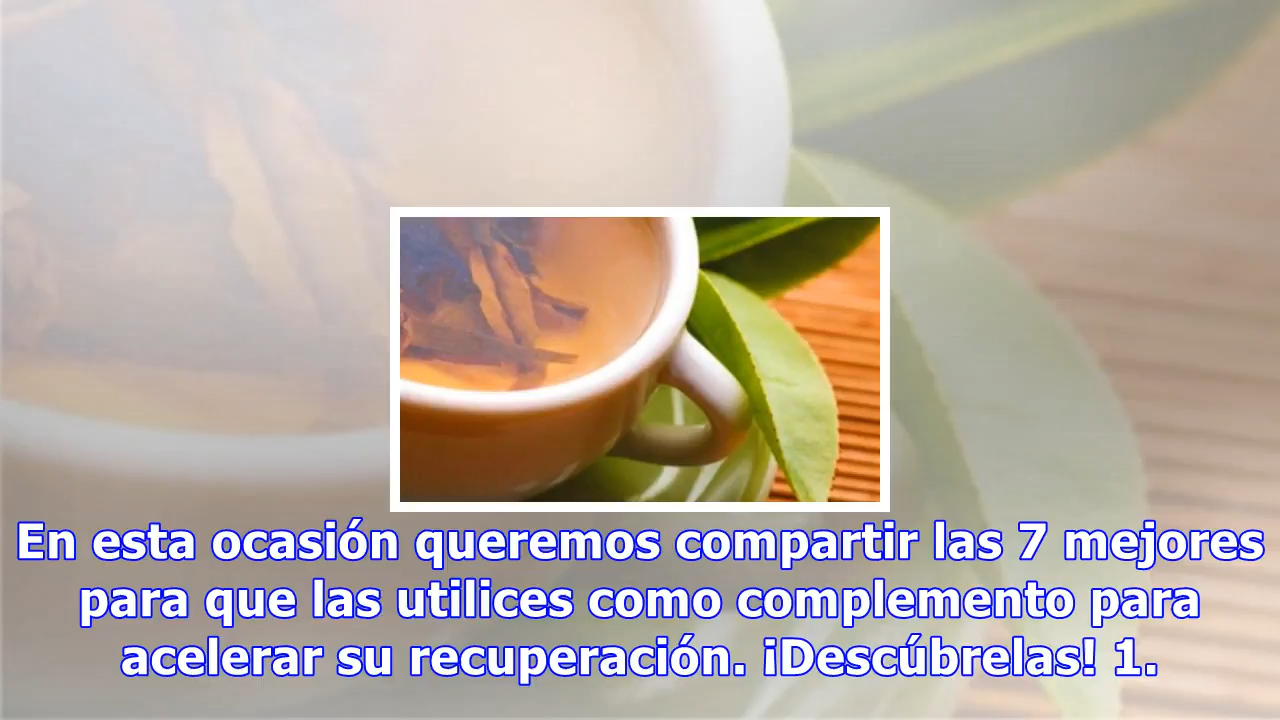 En esta ocasión queremos compartir las 7 mejores
para que las utilices como complemento para
acelerar su recuperación. ¡Descúbrelas! 1.